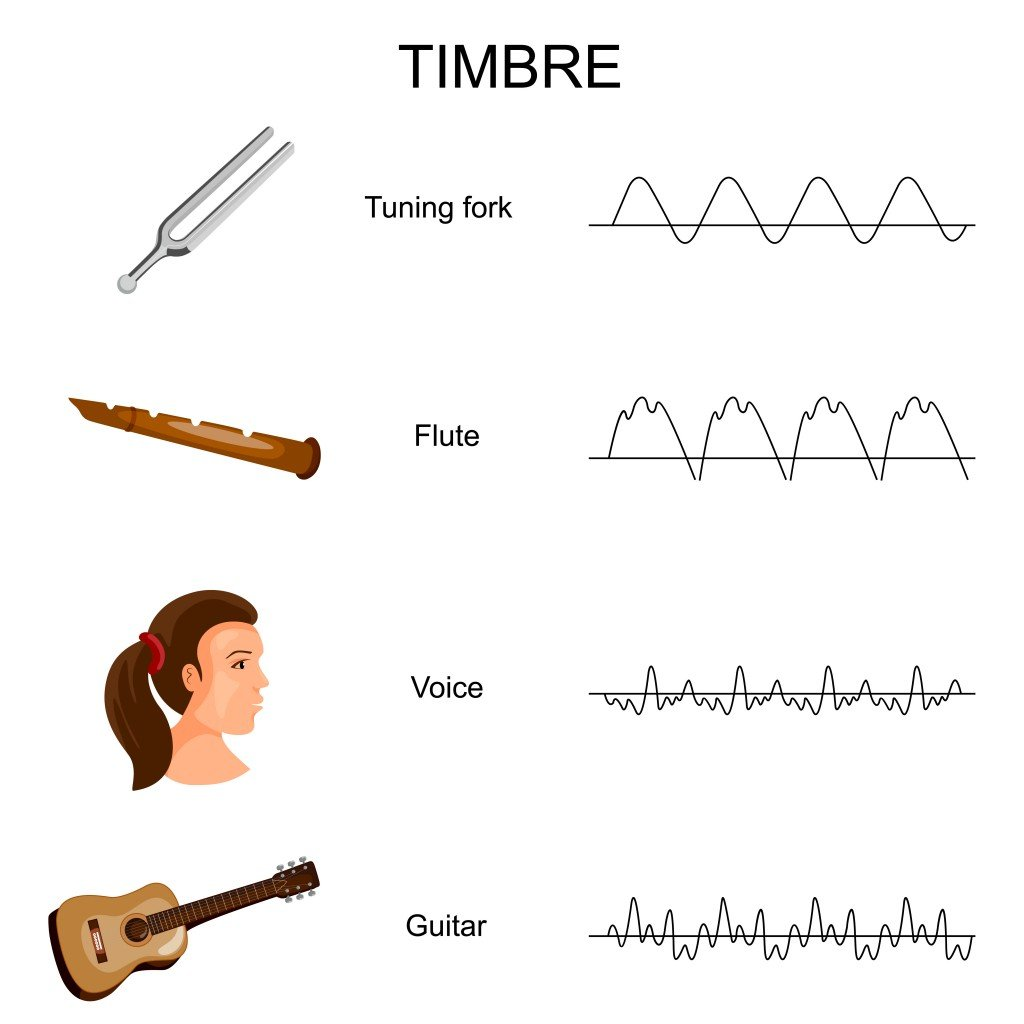 TIMBRE
Tuning fork
Flute
Voice
Guitar